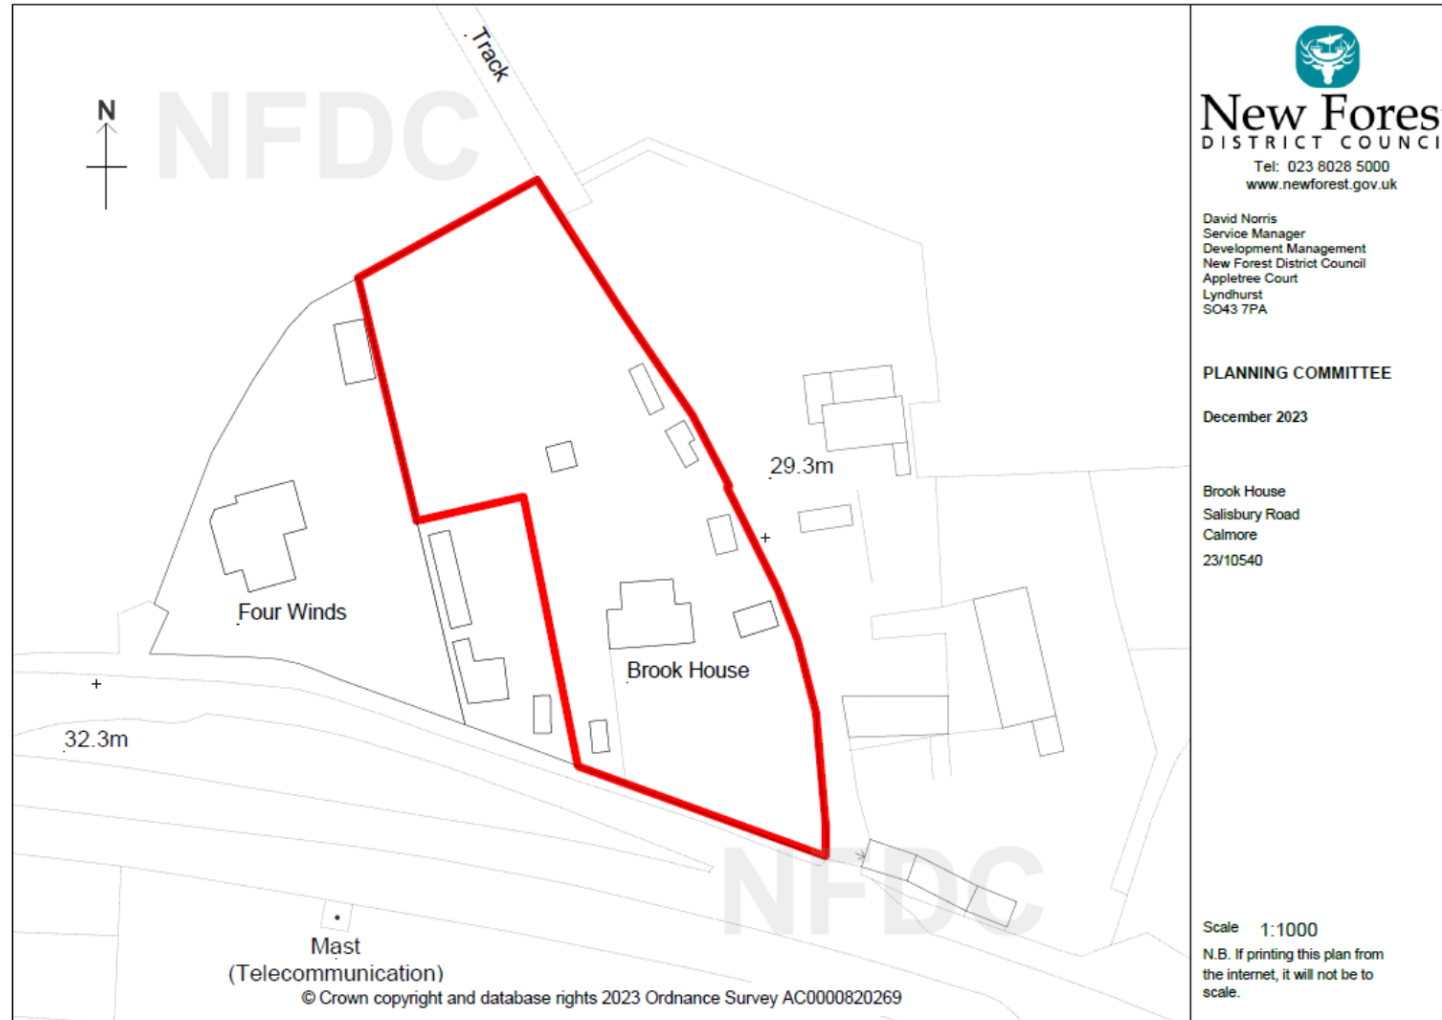 Track
N
NFDC
29.3m
Four Winds
Brook House
32.3m
NFDC
Mast
(Telecommunication)
© Crown copyright and database rights 2023 Ordnance Survey AC0000820269
New Fores
DISTRICT COUNCI
Tel: 023 8028 5000
www.newforest.gov.uk
David Norris
Service Manager
Development Management
New Forest District Council
Appletree Court
Lyndhurst
SO43 7PA
PLANNING COMMITTEE
December 2023
Brook House
Salisbury Road
Calmore
23/10540
Scale 1:1000
N.B. If printing this plan from
the internet, it will not be to
scale.